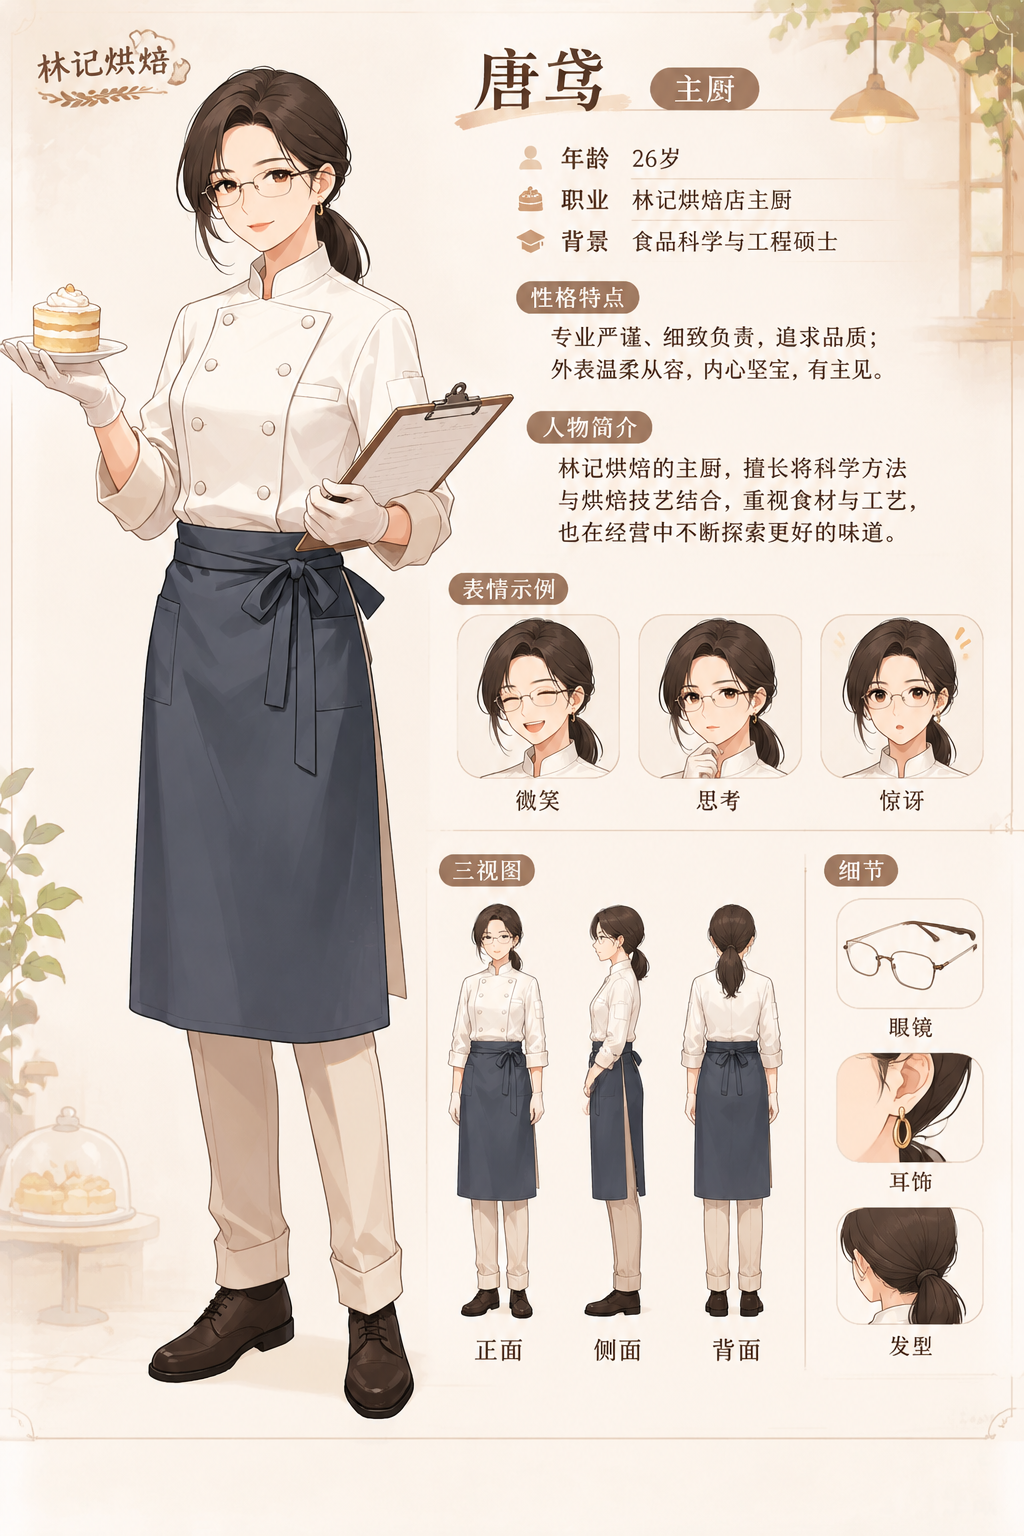 林记烘焙
唐鸢
主厨
年龄 26岁
职业 林记烘焙店主厨
背景 食品科学与工程硕士
性格特点
专业严谨、细致负责，追求品质；
外表温柔从容，内心坚宝，有主见。
人物简介
林记烘焙的主厨，擅长将科学方法
与烘焙技艺结合，重视食材与工艺，
也在经营中不断探索更好的味道。
表情示例
微笑 思考 惊讶
三视图
正面 侧面 背面
细节
眼镜
耳饰
发型